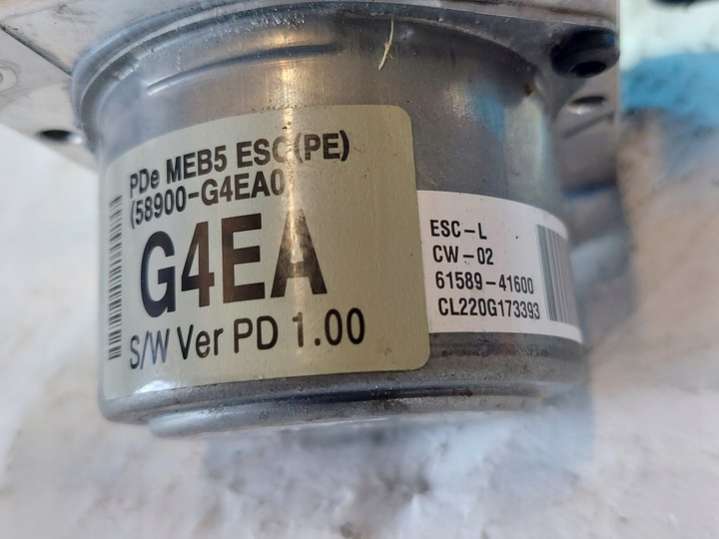 PDe MEB5 ESC(PE)
(58900-G4EA0
G4EA
S/W Ver PD 1.00
ESC-L
CW-02
61589-41600
CL220G173393